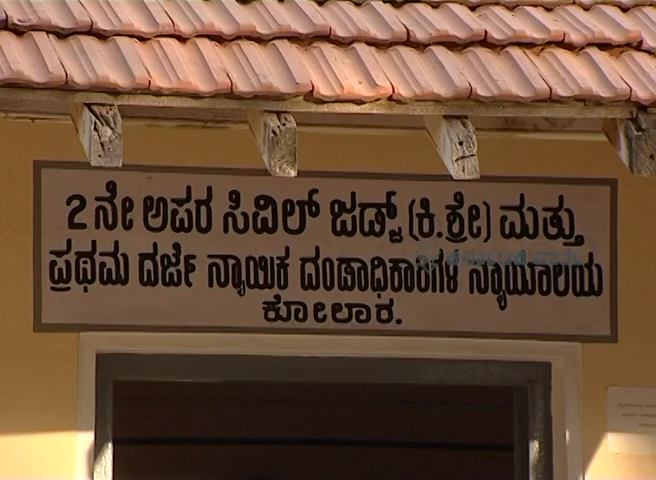 2ನೇ ಅಪರ ಸಿವಿಲ್ ಜಡ್ಜ್ (ಕಿ.ಶ್ರೇ) ಮತ್ತು
ಪ್ರಥಮ ದರ್ಜೆ ನ್ಯಾಯಿಕ ದಂಡಾಧಿಕಾರಿಗಳ ನ್ಯಾಯಾಲಯ
ಕೋಲಾರ.